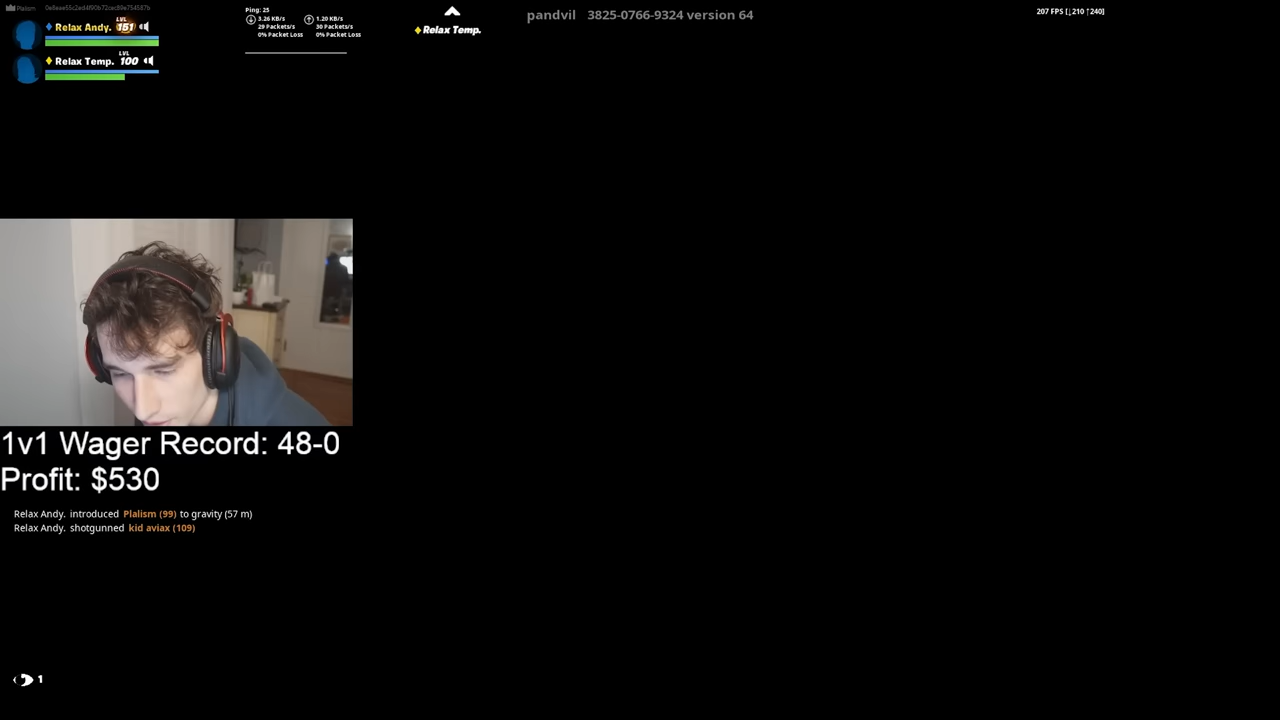 Plalism
Ping: 25
3.26 KB/s 1.20 KB/s
29 Packets/s 30 Packets/s
0% Packet Loss 0% Packet Loss
pandvil 3825-0766-9324 version 64
207 FPS [↓210 ↑240]
Relax Andy. LVL 151
Relax Temp. LVL 100
Relax Temp.
1v1 Wager Record: 48-0
Profit: $530
Relax Andy. introduced Plalism (99) to gravity (57 m)
Relax Andy. shotgunned kid aviax (109)
1